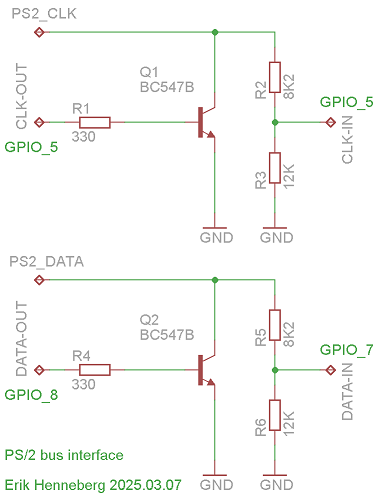 PS2_CLK
CLK-OUT
GPIO_5
R1
330
Q1
BC547B
R2
8K2
GPIO_5
CLK-IN
R3
12K
GND
GND
PS2_DATA
DATA-OUT
GPIO_8
R4
330
Q2
BC547B
R5
8K2
GPIO_7
DATA-IN
R6
12K
GND
GND
PS/2 bus interface
Erik Henneberg 2025.03.07